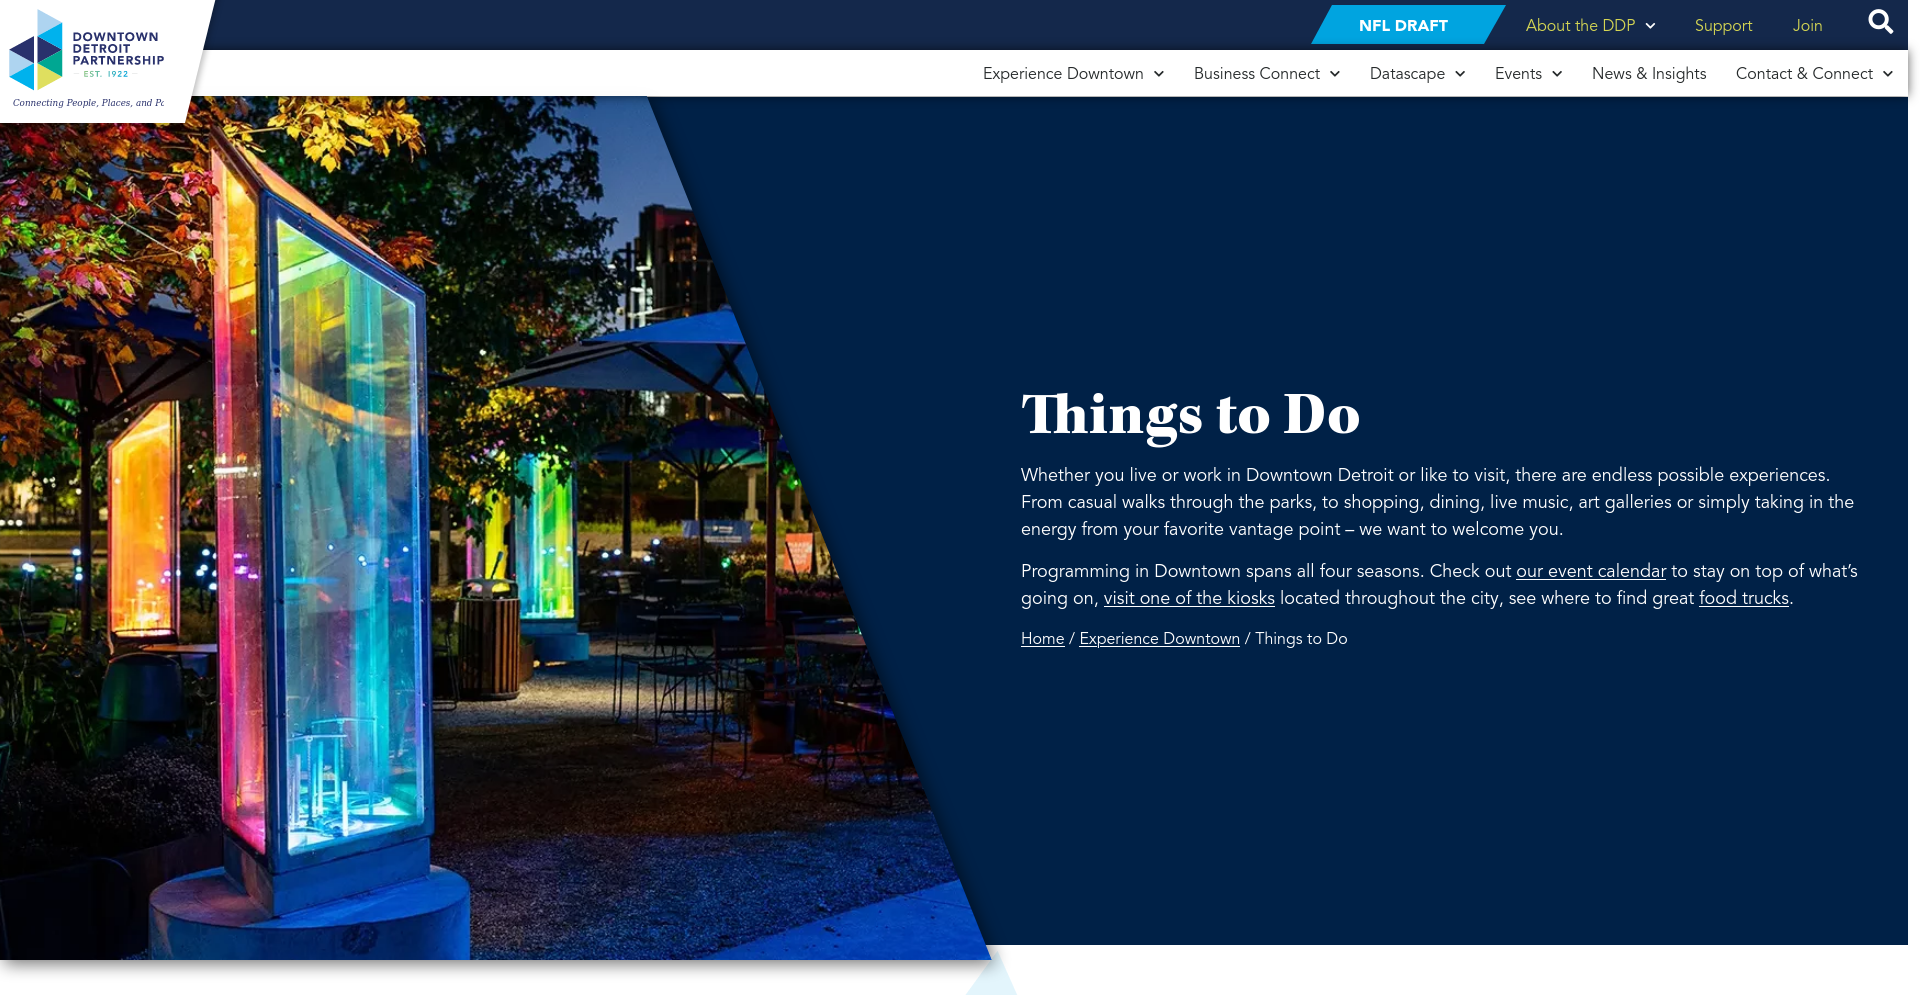 DOWNTOWN
DETROIT
PARTNERSHIP
EST. 1922
Connecting People, Places, and
NFL DRAFT
About the DDP
Support
Join
Experience Downtown
Business Connect
Datascape
Events
News & Insights
Contact & Connect
Things to Do
Whether you live or work in Downtown Detroit or like to visit, there are endless possible experiences.
From casual walks through the parks, to shopping, dining, live music, art galleries or simply taking in the
energy from your favorite vantage point – we want to welcome you.
Programming in Downtown spans all four seasons. Check out our event calendar to stay on top of what’s
going on, visit one of the kiosks located throughout the city, see where to find great food trucks.
Home / Experience Downtown / Things to Do